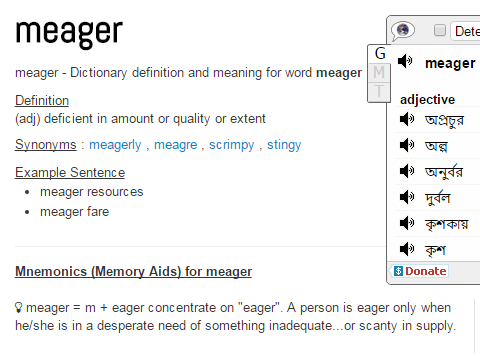 meager
meager - Dictionary definition and meaning for word meager
Definition
(adj) deficient in amount or quality or extent
Synonyms : meagerly , meagre , scrimpy , stingy
Example Sentence
meager resources
meager fare
Mnemonics (Memory Aids) for meager
meager = m + eager concentrate on "eager". A person is eager only when
he/she is in a desperate need of something inadequate...or scanty in supply.
Dete
G
M
T
meager
adjective
অপ্রচুর
অল্প
অনুর্বর
দুর্বল
কৃশকায়
কৃশ
Donate